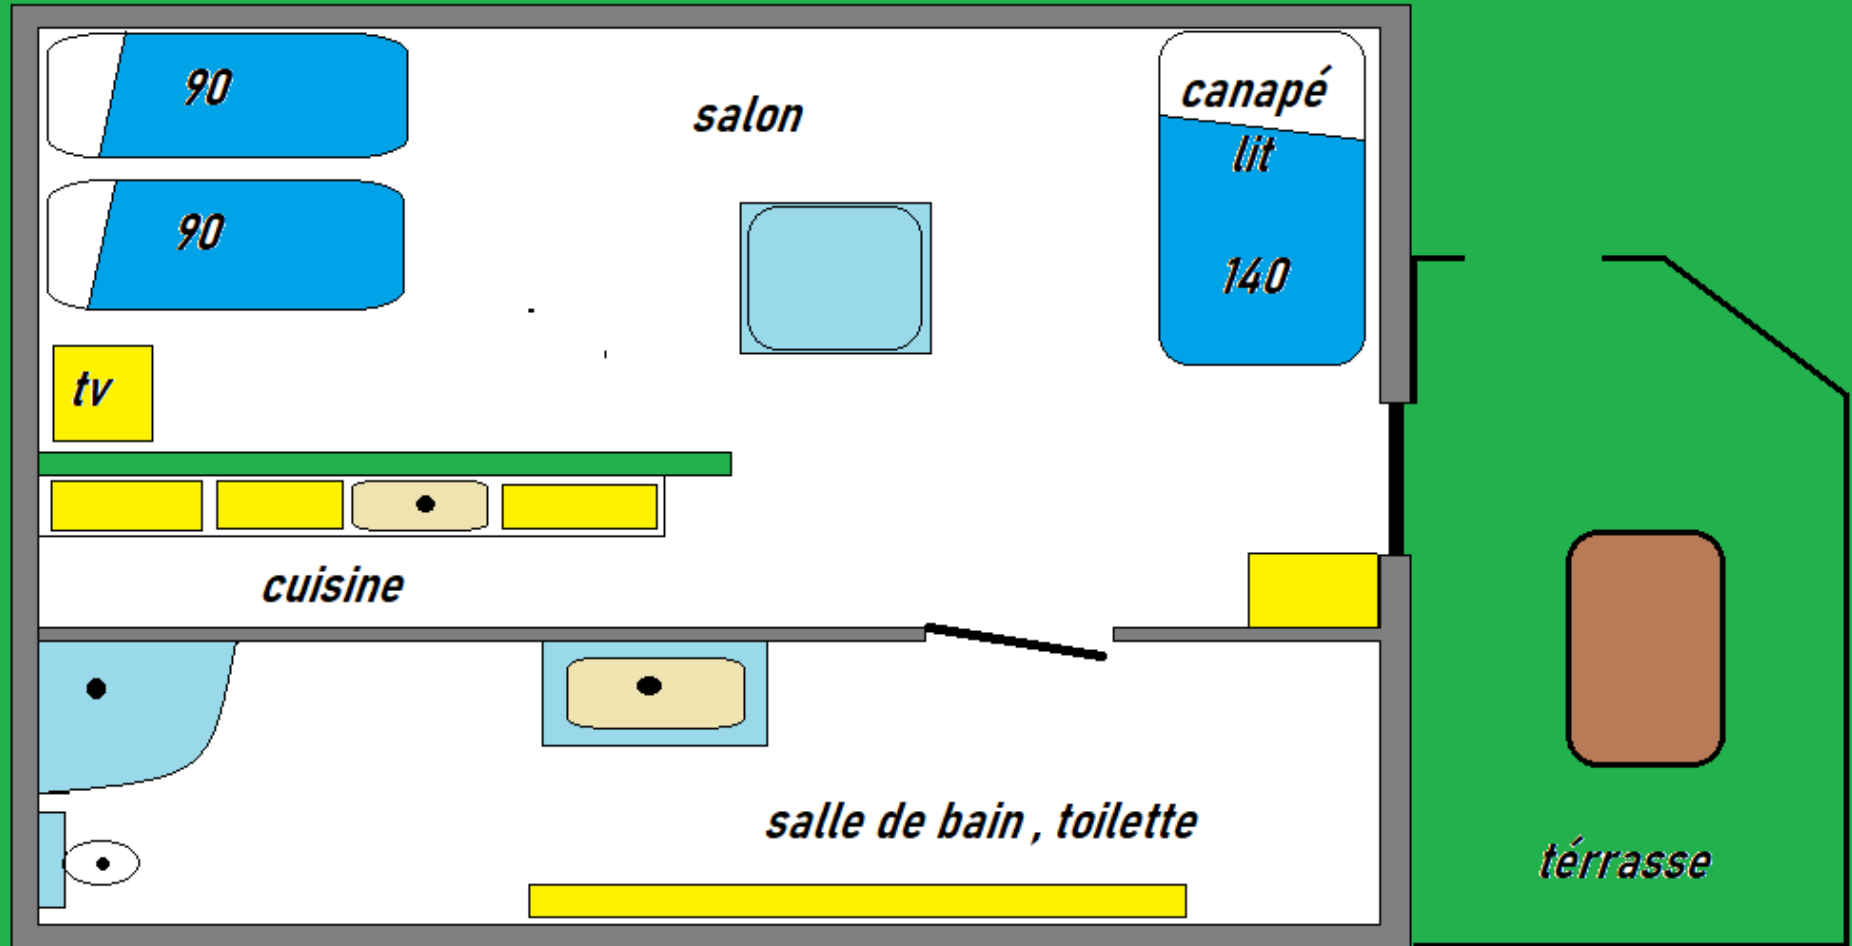 90
salon
canapé
lit
90
140
tv
cuisine
salle de bain , toilette
térrasse